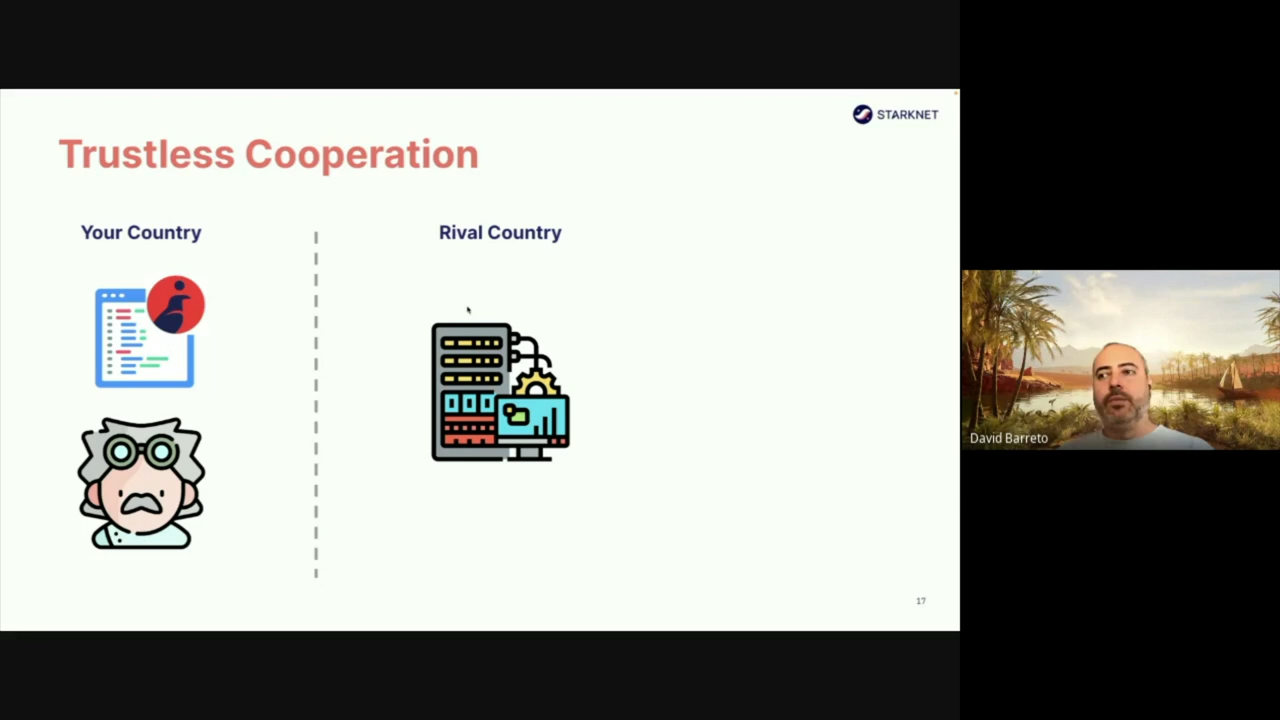 STARKNET
Trustless Cooperation
Your Country
Rival Country
17
David Barreto